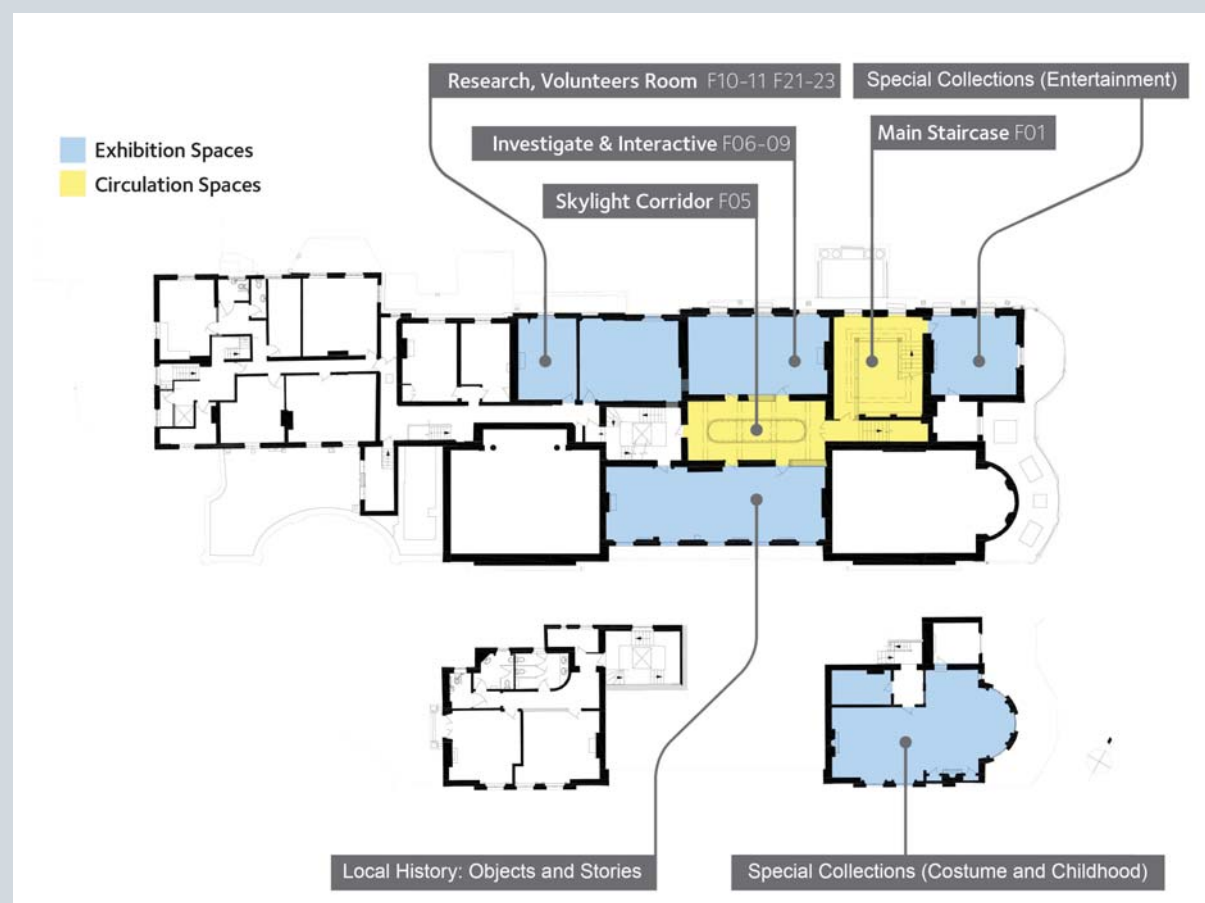 Research, Volunteers Room F10-11 F21-23
Special Collections (Entertainment)
Investigate & Interactive F06-09
Main Staircase F01
Skylight Corridor F05
Exhibition Spaces
Circulation Spaces
Local History: Objects and Stories
Special Collections (Costume and Childhood)